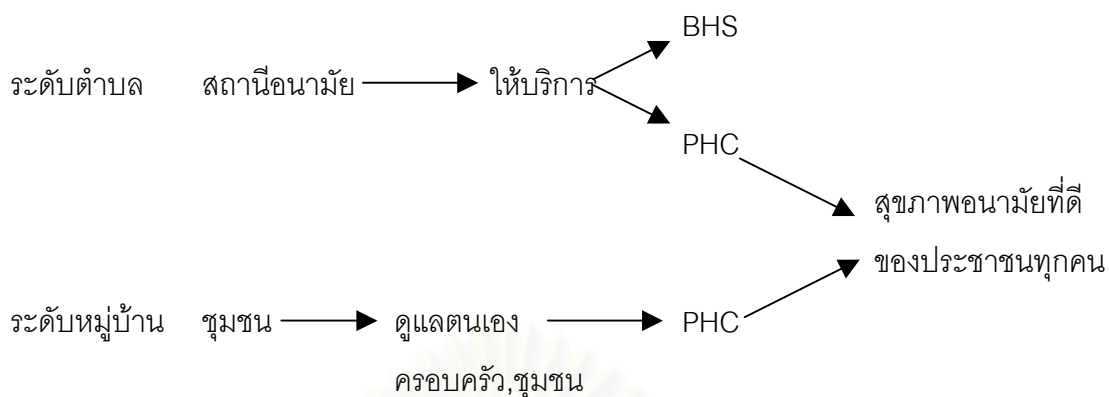 BHS
ระดับตำบล สถานีอนามัย ให้บริการ
PHC
สุขภาพอนามัยที่ดี
ของประชาชนทุกคน
ระดับหมู่บ้าน ชุมชน ดูแลตนเอง PHC
ครอบครัว,ชุมชน